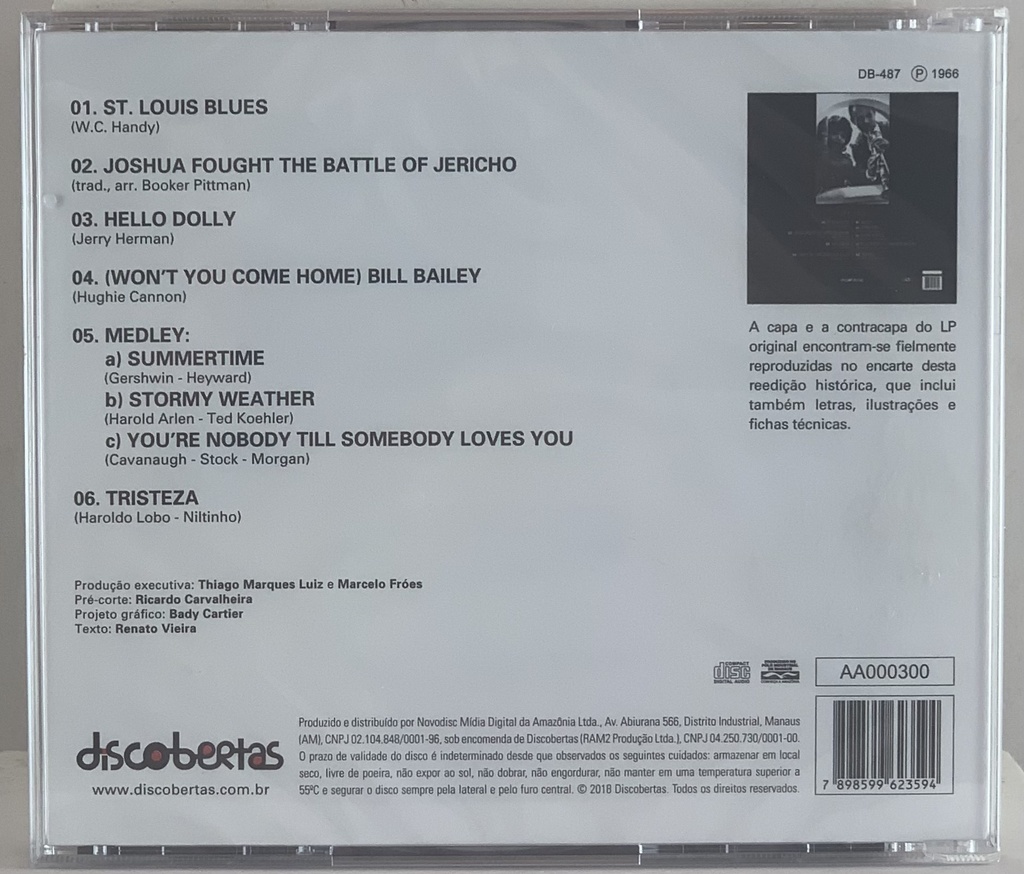 DB-487 Ⓟ 1966
01. ST. LOUIS BLUES
(W.C. Handy)
02. JOSHUA FOUGHT THE BATTLE OF JERICHO
(trad., arr. Booker Pittman)
03. HELLO DOLLY
(Jerry Herman)
04. (WON'T YOU COME HOME) BILL BAILEY
(Hughie Cannon)
05. MEDLEY:
a) SUMMERTIME
(Gershwin - Heyward)
b) STORMY WEATHER
(Harold Arlen - Ted Koehler)
c) YOU'RE NOBODY TILL SOMEBODY LOVES YOU
(Cavanaugh - Stock - Morgan)
06. TRISTEZA
(Haroldo Lobo - Niltinho)
A capa e a contracapa do LP
original encontram-se fielmente
reproduzidas no encarte desta
reedição histórica, que inclui
também letras, ilustrações e
fichas técnicas.
Produção executiva: Thiago Marques Luiz e Marcelo Fróes
Pré-corte: Ricardo Carvalheira
Projeto gráfico: Bady Cartier
Texto: Renato Vieira
COMPACT
disc
DIGITAL AUDIO
AA000300
discobertas
www.discobertas.com.br
Produzido e distribuído por Novodisc Mídia Digital da Amazônia Ltda., Av. Abiurana 566, Distrito Industrial, Manaus
(AM), CNPJ 02.104.848/0001-96, sob encomenda de Discobertas (RAM2 Produção Ltda.), CNPJ 04.250.730/0001-00.
O prazo de validade do disco é indeterminado desde que observados os seguintes cuidados: armazenar em local
seco, livre de poeira, não expor ao sol, não dobrar, não engordurar, não manter em uma temperatura superior a
55ºC e segurar o disco sempre pela lateral e pelo furo central. © 2018 Discobertas. Todos os direitos reservados.
7 898599 623594